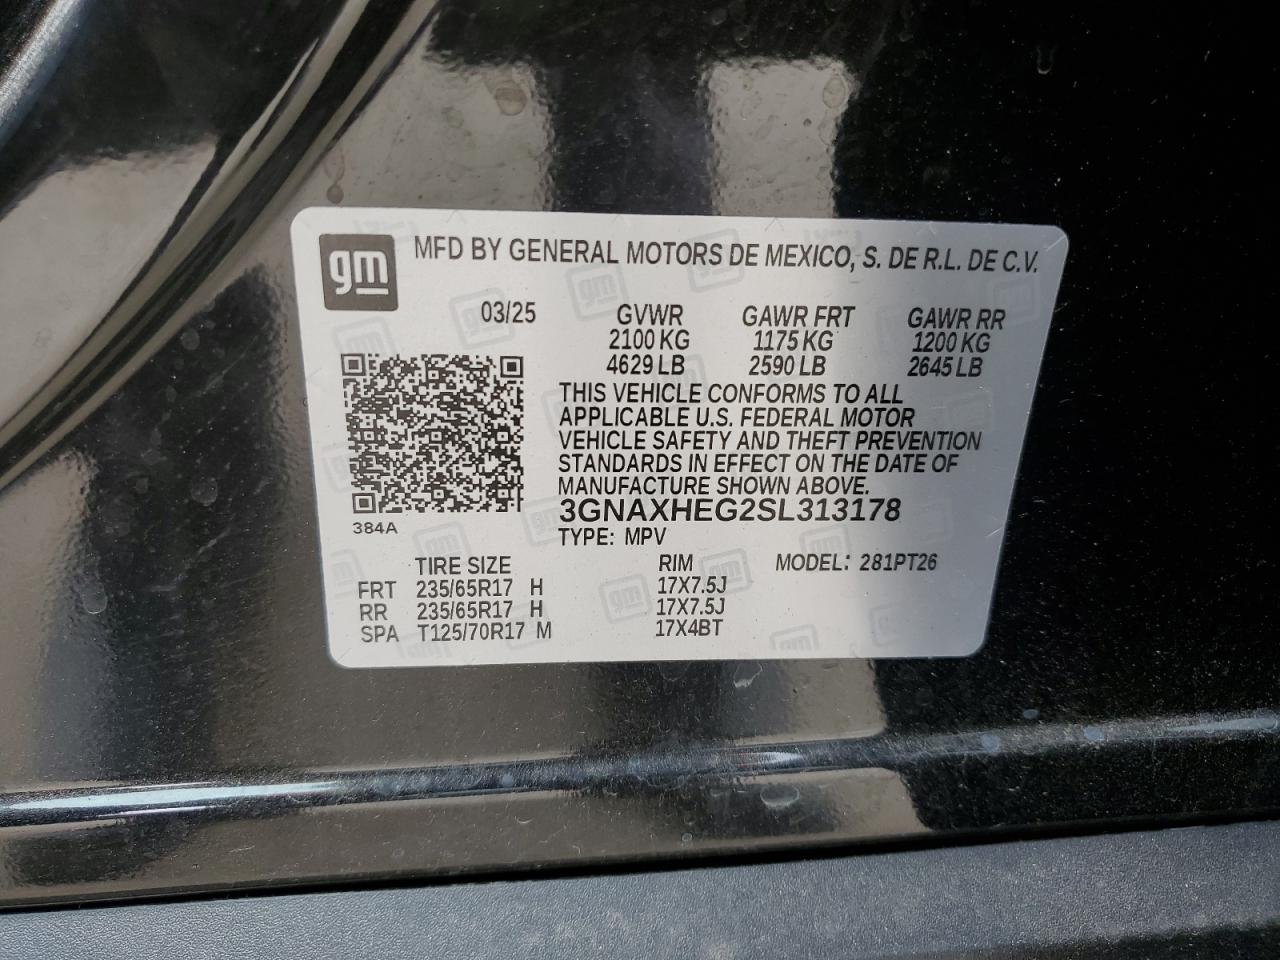 gm MFD BY GENERAL MOTORS DE MEXICO, S. DE R.L. DE C.V.
03/25 GVWR GAWR FRT GAWR RR
2100 KG 1175 KG 1200 KG
4629 LB 2590 LB 2645 LB
THIS VEHICLE CONFORMS TO ALL
APPLICABLE U.S. FEDERAL MOTOR
VEHICLE SAFETY AND THEFT PREVENTION
STANDARDS IN EFFECT ON THE DATE OF
MANUFACTURE SHOWN ABOVE.
3GNAXHEG2SL313178
384A
TYPE: MPV
TIRE SIZE RIM MODEL: 281PT26
FRT 235/65R17 H 17X7.5J
RR 235/65R17 H 17X7.5J
SPA T125/70R17 M 17X4BT